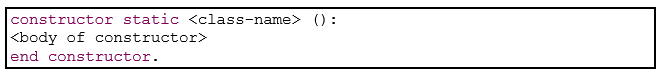 constructor static <class-name> ():
<body of constructor>
end constructor.